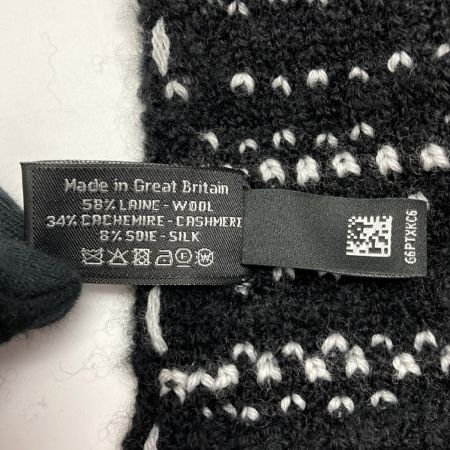 Made in Great Britain
58% LAINE - WOOL
34% CACHEMIRE - CASHMERE
8% SOIE - SILK
G6PTXKC6